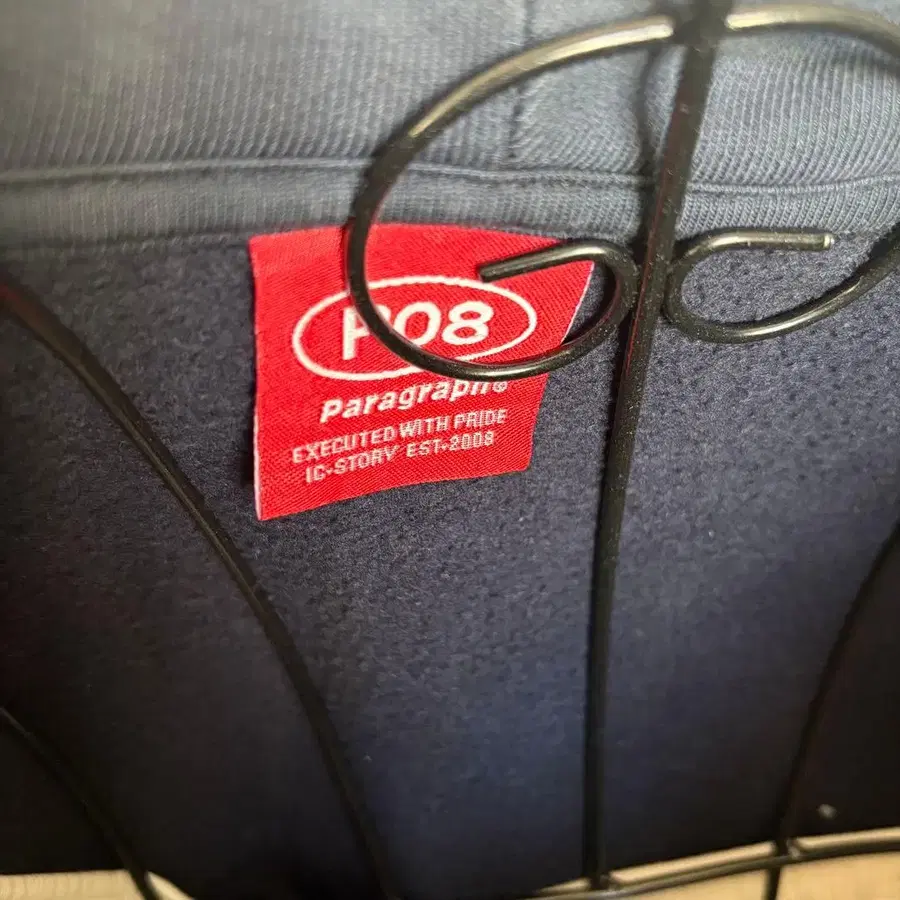 P08
Paragraph®
EXECUTED WITH PRIDE
IC-STORY EST-2008